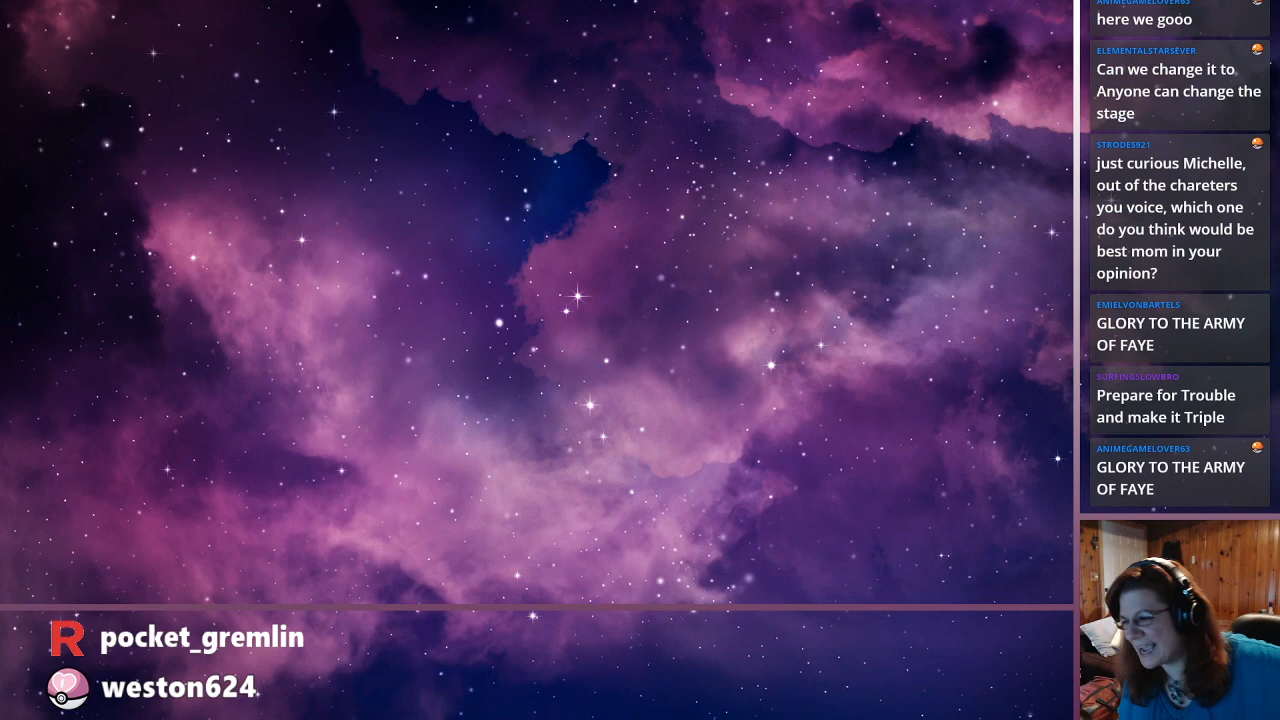 ANIMEGAMELOVER63
here we gooo
ELEMENTALSTARSEVER
Can we change it to
Anyone can change the
stage
STRODES921
just curious Michelle,
out of the chareters
you voice, which one
do you think would be
best mom in your
opinion?
EMIELVONBARTELS
GLORY TO THE ARMY
OF FAYE
SURFINGSLOWBRO
Prepare for Trouble
and make it Triple
ANIMEGAMELOVER63
GLORY TO THE ARMY
OF FAYE
R pocket_gremlin
weston624